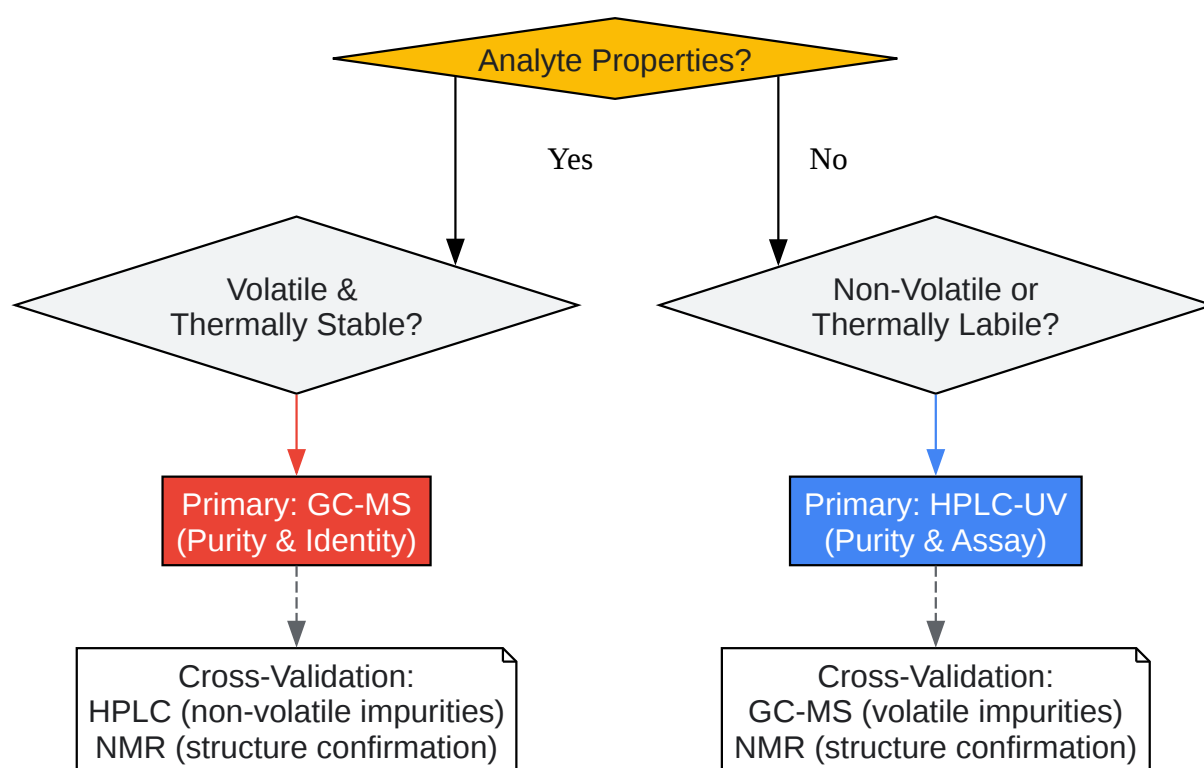 Analyte Properties?
Yes
No
Volatile &
Thermally Stable?
Non-Volatile or
Thermally Labile?
Primary: GC-MS
(Purity & Identity)
Primary: HPLC-UV
(Purity & Assay)
Cross-Validation:
HPLC (non-volatile impurities)
NMR (structure confirmation)
Cross-Validation:
GC-MS (volatile impurities)
NMR (structure confirmation)